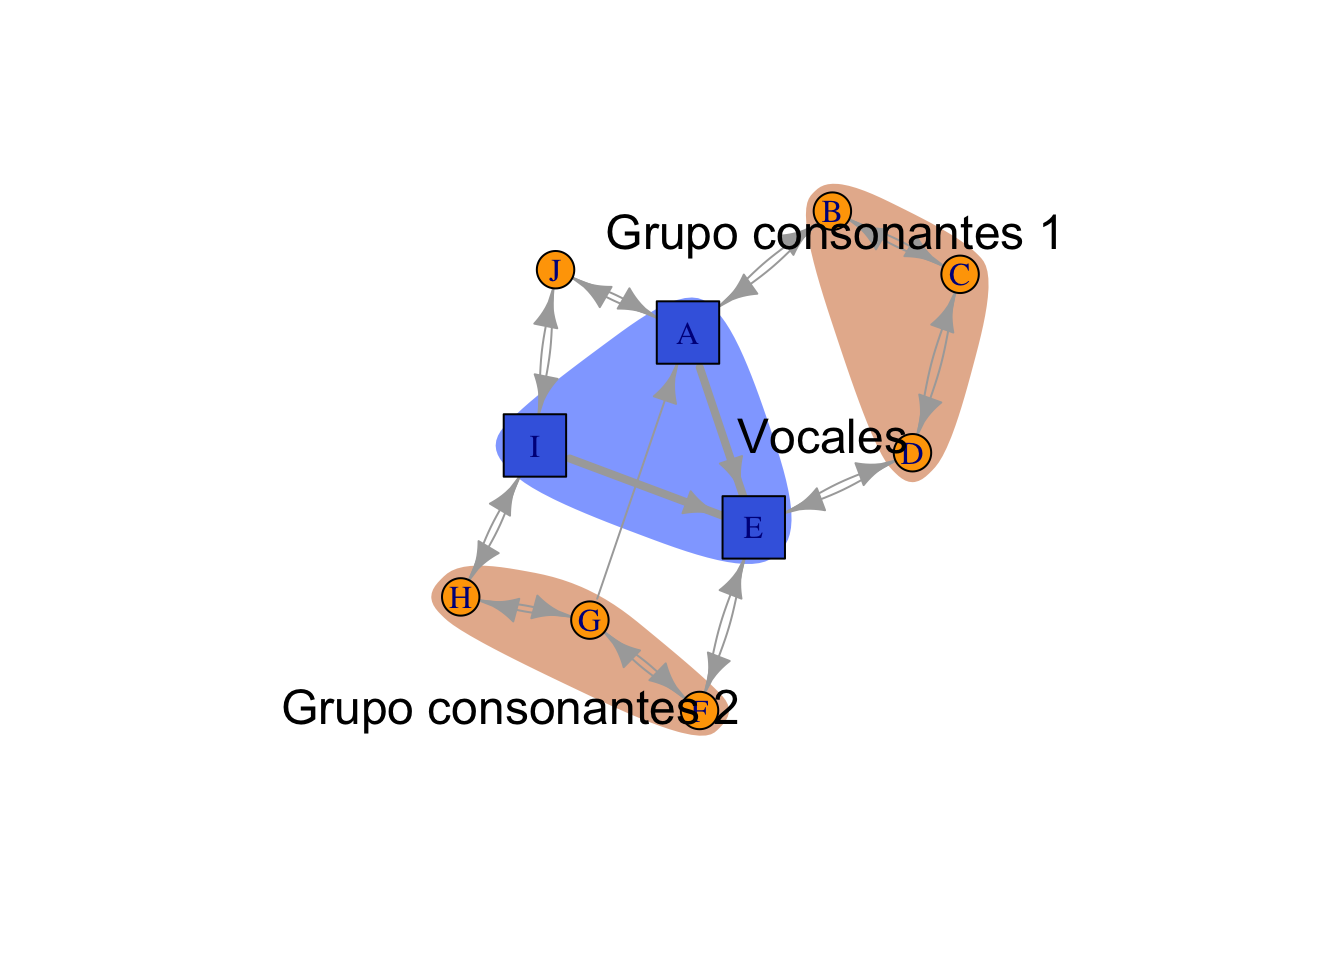 B
Grupo consonantes 1
J
C
A
Vocales
I
D
E
H
G
Grupo consonantes 2
F